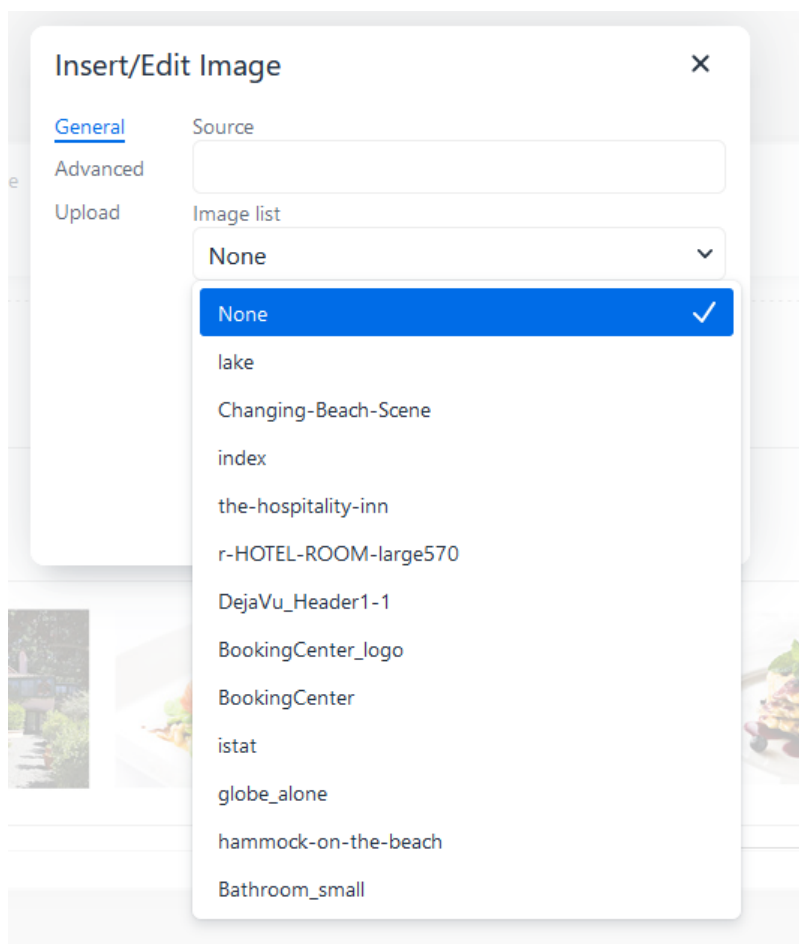 Insert/Edit Image
General
Source
Advanced
Upload
Image list
None
None
lake
Changing-Beach-Scene
index
the-hospitality-inn
r-HOTEL-ROOM-large570
DejaVu_Header1-1
BookingCenter_logo
BookingCenter
istat
globe_alone
hammock-on-the-beach
Bathroom_small